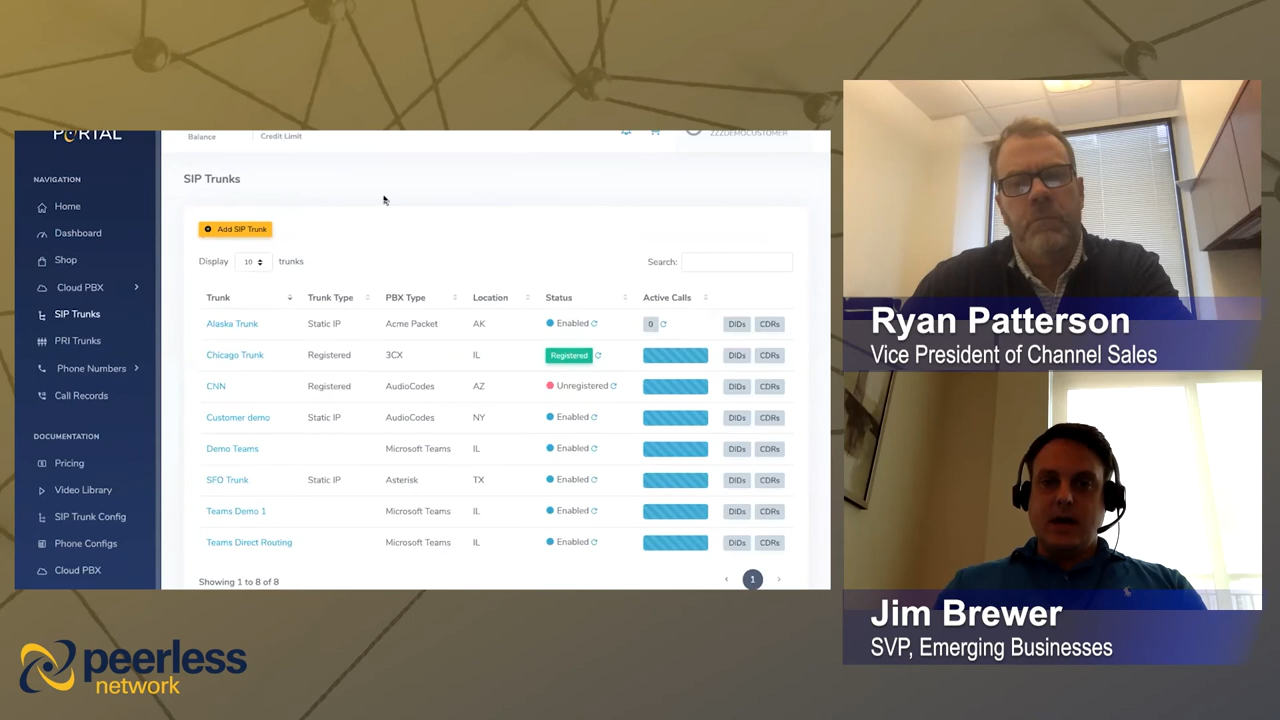 PORTAL
Balance
Credit Limit
ZZZDEMOCUSTOMER
NAVIGATION
Home
Dashboard
Shop
Cloud PBX
SIP Trunks
PRI Trunks
Phone Numbers
Call Records
DOCUMENTATION
Pricing
Video Library
SIP Trunk Config
Phone Configs
Cloud PBX
SIP Trunks
Add SIP Trunk
Display 10 trunks
Search:
Trunk Trunk Type PBX Type Location Status Active Calls
Alaska Trunk Static IP Acme Packet AK Enabled 0 DIDs CDRs
Chicago Trunk Registered 3CX IL Registered DIDs CDRs
CNN Registered AudioCodes AZ Unregistered DIDs CDRs
Customer demo Static IP AudioCodes NY Enabled DIDs CDRs
Demo Teams Microsoft Teams IL Enabled DIDs CDRs
SFO Trunk Static IP Asterisk TX Enabled DIDs CDRs
Teams Demo 1 Microsoft Teams IL Enabled DIDs CDRs
Teams Direct Routing Microsoft Teams IL Enabled DIDs CDRs
Showing 1 to 8 of 8
1
Ryan Patterson
Vice President of Channel Sales
Jim Brewer
SVP, Emerging Businesses
peerless
network